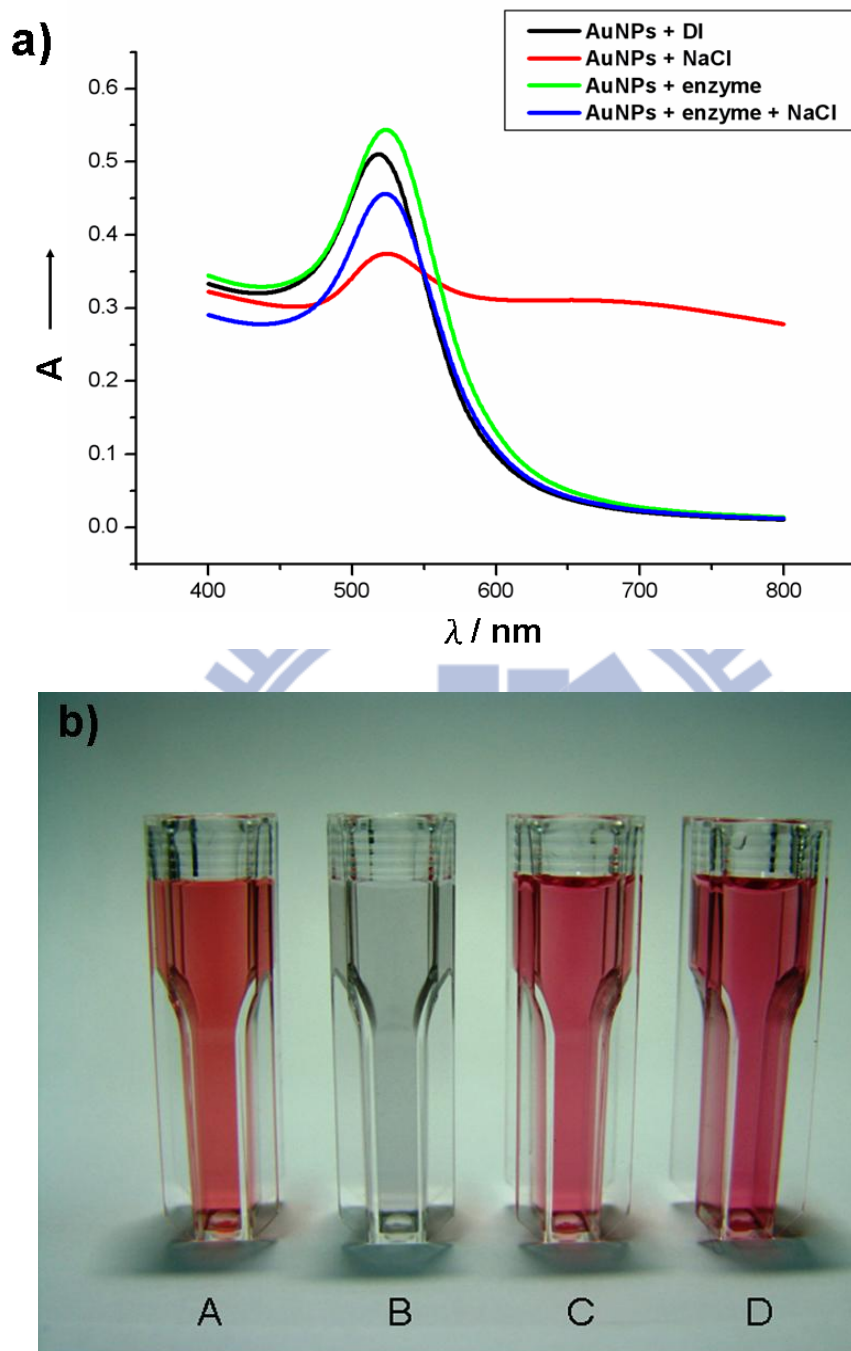 a)
AuNPs + DI
AuNPs + NaCl
AuNPs + enzyme
AuNPs + enzyme + NaCl
0.6
0.5
0.4
0.3
0.2
0.1
0.0
A
400 500 600 700 800
λ / nm
b)
A B C D